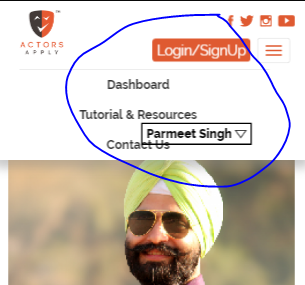 ACTORS
APPLY
Login/SignUp
Dashboard
Tutorial & Resources
Parmeet Singh ▽
Contact Us